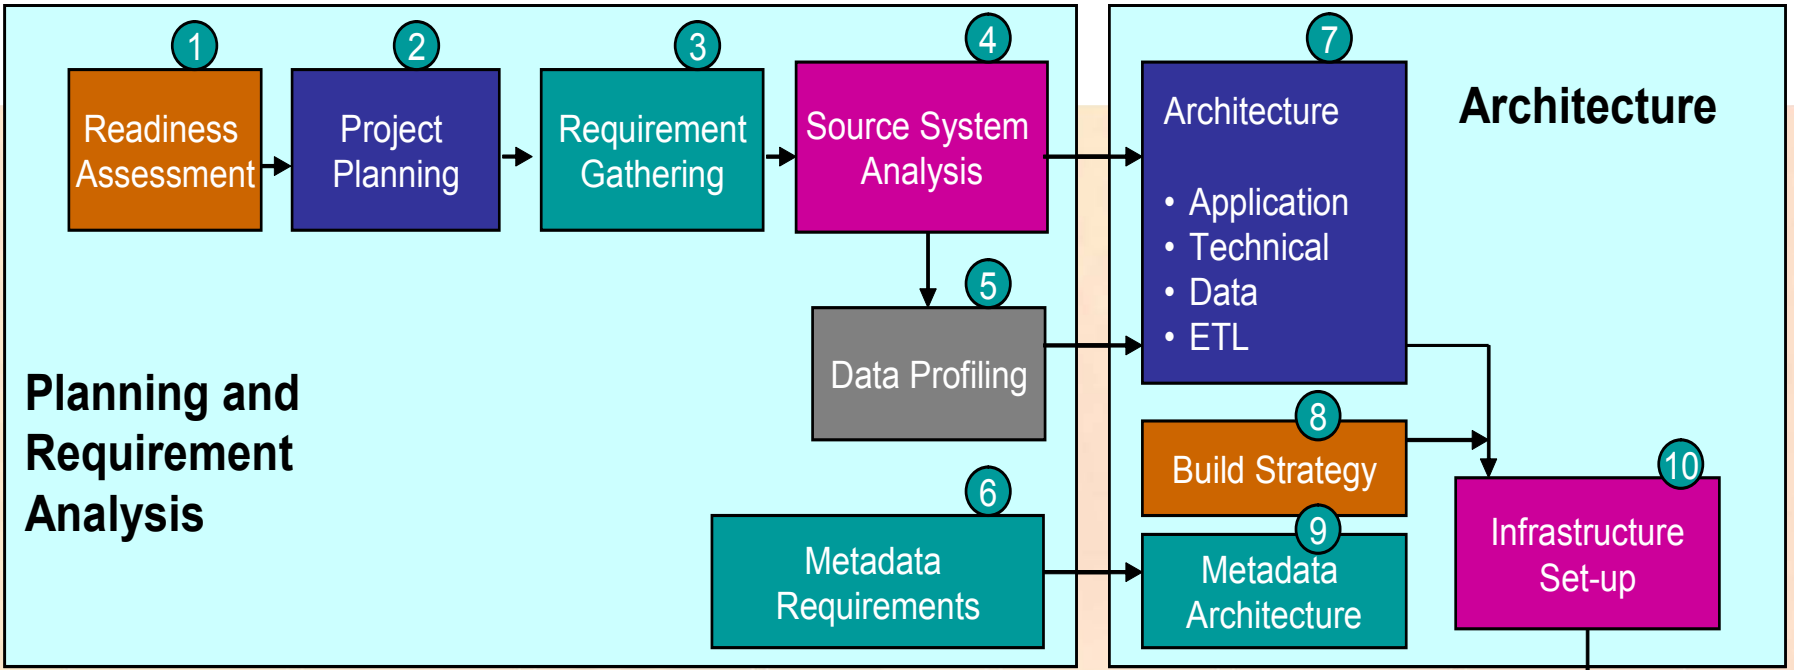 1
Readiness
Assessment
2
Project
Planning
3
Requirement
Gathering
4
Source System
Analysis
5
Data Profiling
6
Metadata
Requirements
Planning and
Requirement
Analysis
Architecture
7
Architecture
• Application
• Technical
• Data
• ETL
8
Build Strategy
9
Metadata
Architecture
10
Infrastructure
Set-up